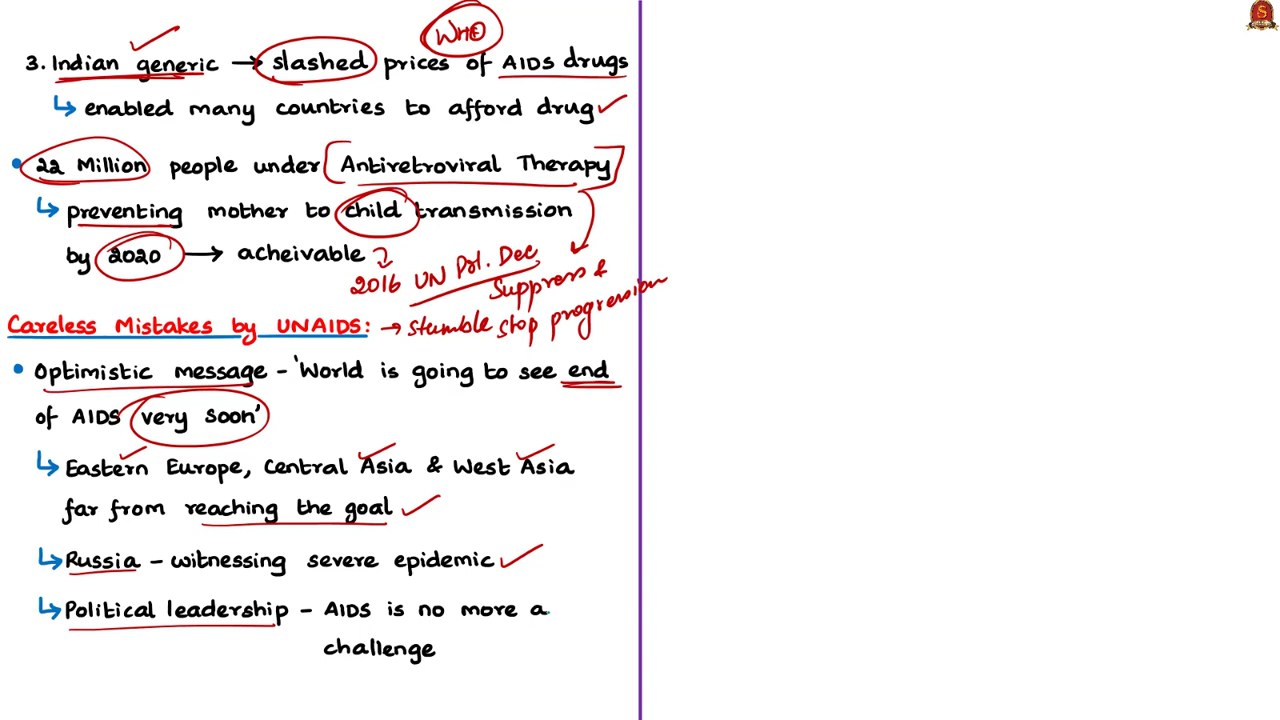 WHO
3. Indian generic → slashed prices of AIDS drugs
↳ enabled many countries to afford drug ✓
• 22 Million people under [Antiretroviral Therapy]
↳ preventing mother to child transmission
by 2020 → acheivable
2016 UN Pol. Dec
Suppress &
stop progression
Careless Mistakes by UNAIDS: → stumble
• Optimistic message - 'World is going to see end
of AIDS very soon'
↳ Eastern Europe, Central Asia & West Asia
far from reaching the goal ✓
↳ Russia - witnessing severe epidemic ✓
↳ Political leadership - AIDS is no more a
challenge